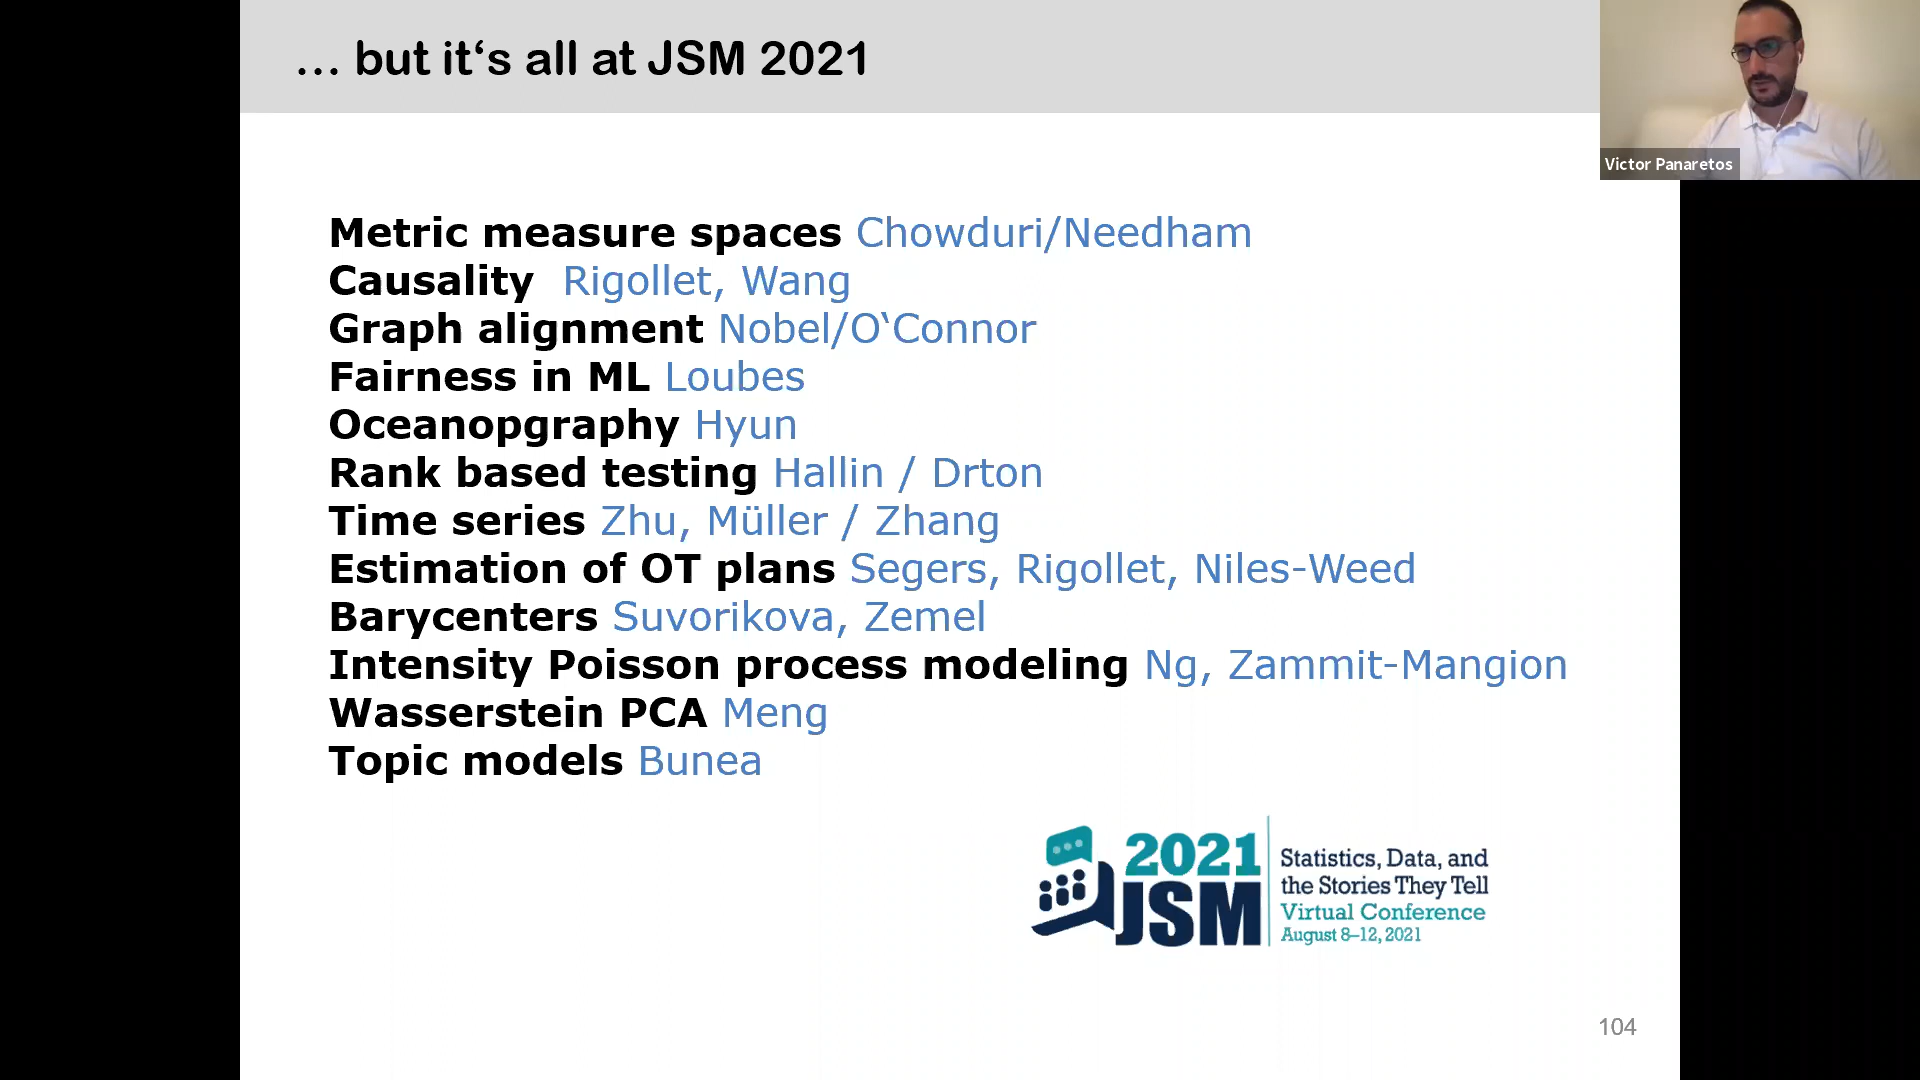 ... but it‘s all at JSM 2021
Victor Panaretos
Metric measure spaces Chowduri/Needham
Causality Rigollet, Wang
Graph alignment Nobel/O‘Connor
Fairness in ML Loubes
Oceanopgraphy Hyun
Rank based testing Hallin / Drton
Time series Zhu, Müller / Zhang
Estimation of OT plans Segers, Rigollet, Niles-Weed
Barycenters Suvorikova, Zemel
Intensity Poisson process modeling Ng, Zammit-Mangion
Wasserstein PCA Meng
Topic models Bunea
2021
JSM
Statistics, Data, and
the Stories They Tell
Virtual Conference
August 8–12, 2021
104